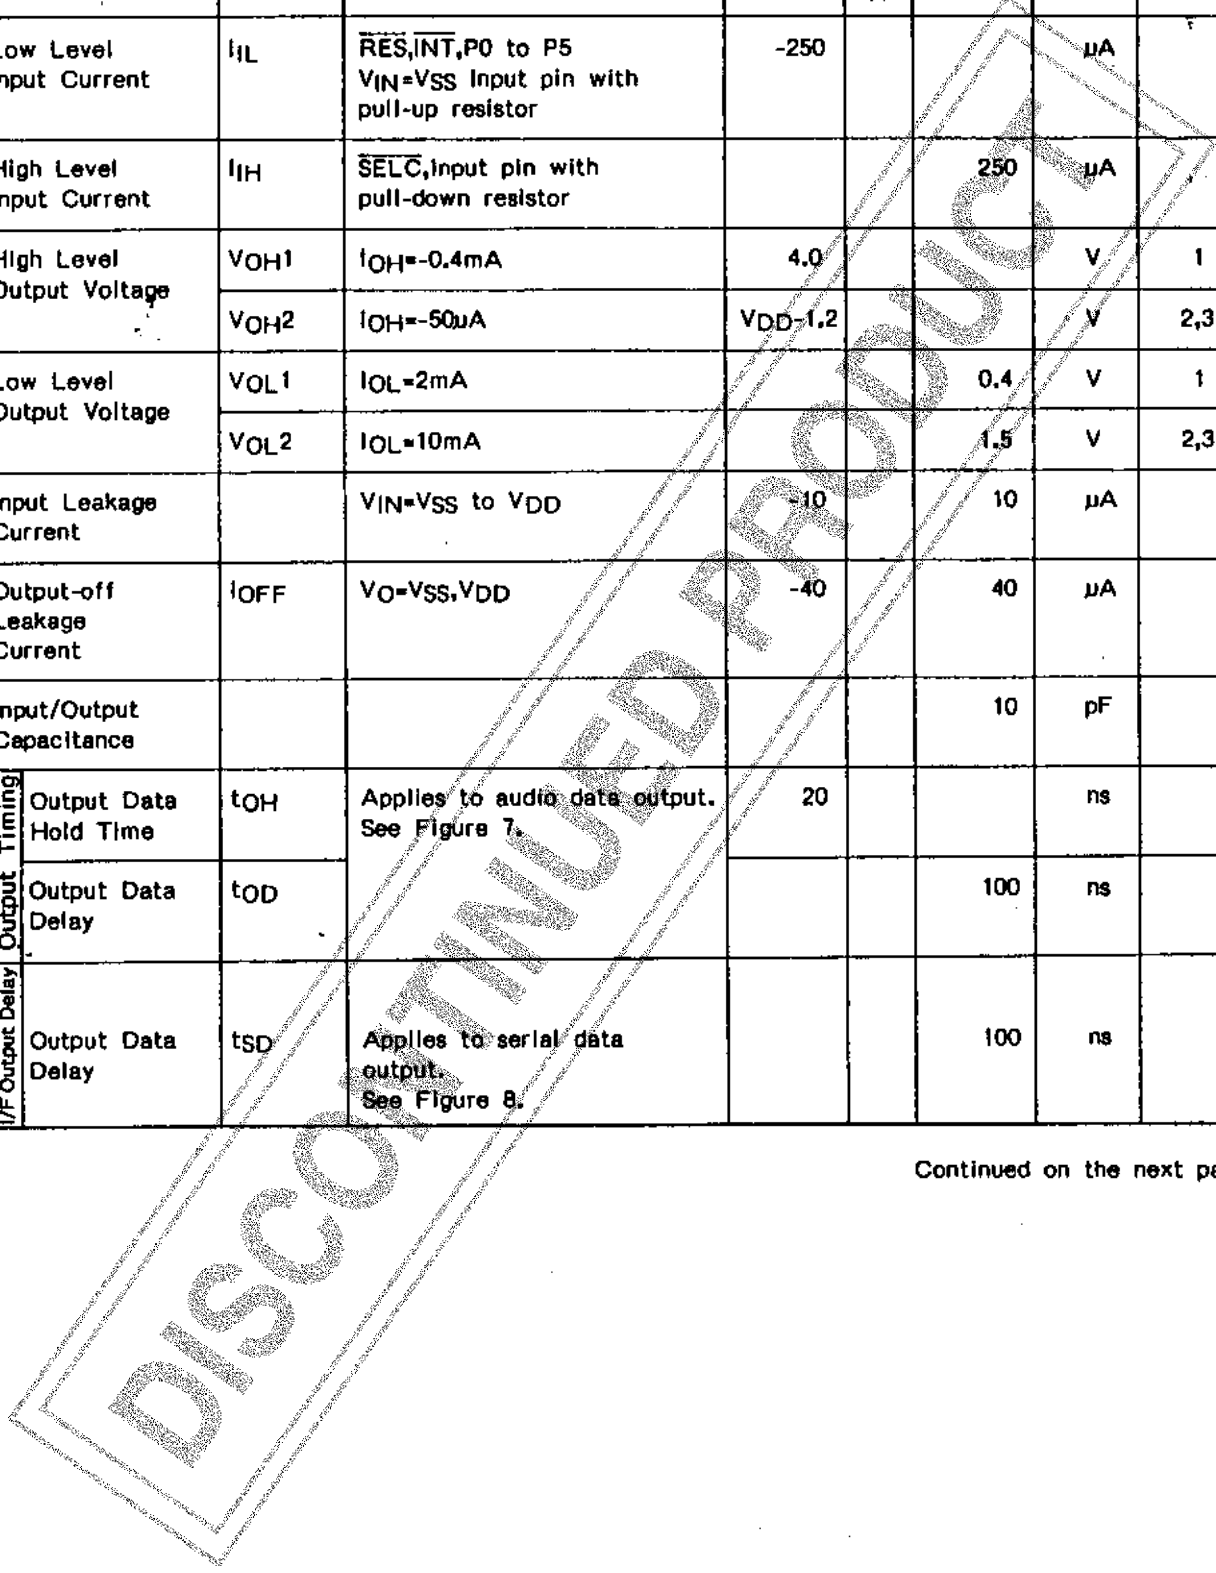 ow Level IIL RES,INT,P0 to P5 -250 μA
nput Current VIN=VSS Input pin with
pull-up resistor
High Level IIH SELC,Input pin with 250 μA
nput Current pull-down resistor
High Level VOH1 IOH=-0.4mA 4.0 V 1
Output Voltage
VOH2 IOH=-50μA VDD-1.2 V 2,3
ow Level VOL1 IOL=2mA 0.4 V 1
Output Voltage
VOL2 IOL=10mA 1.5 V 2,3
nput Leakage VIN=VSS to VDD -10 10 μA
Current
Output-off IOFF VO=VSS,VDD -40 40 μA
Leakage
Current
nput/Output 10 pF
Capacitance
Output Timing
Output Data tOH Applies to audio data output. 20 ns
Hold Time See Figure 7.
Output Data tOD 100 ns
Delay
I/F Output Delay
Output Data tSD Applies to serial data 100 ns
Delay output.
See Figure 8.
Continued on the next pa
DISCONTINUED PRODUCT